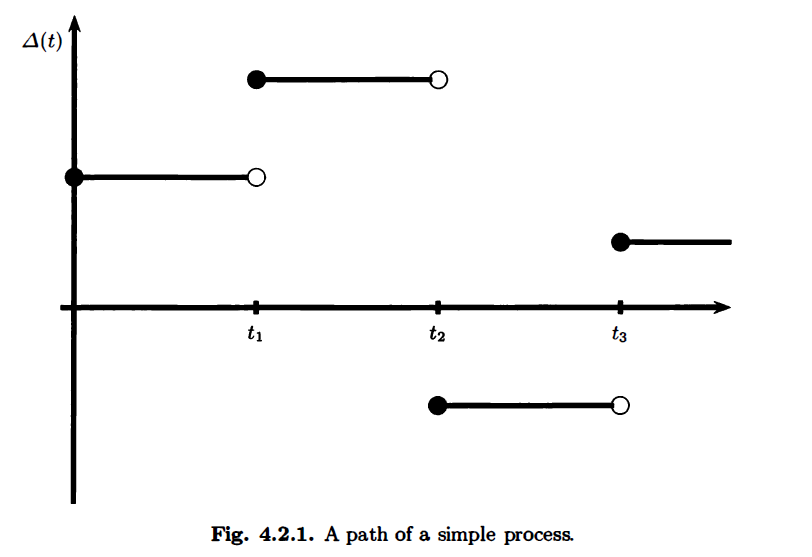 Δ(t)
t₁ t₂ t₃
Fig. 4.2.1. A path of a simple process.